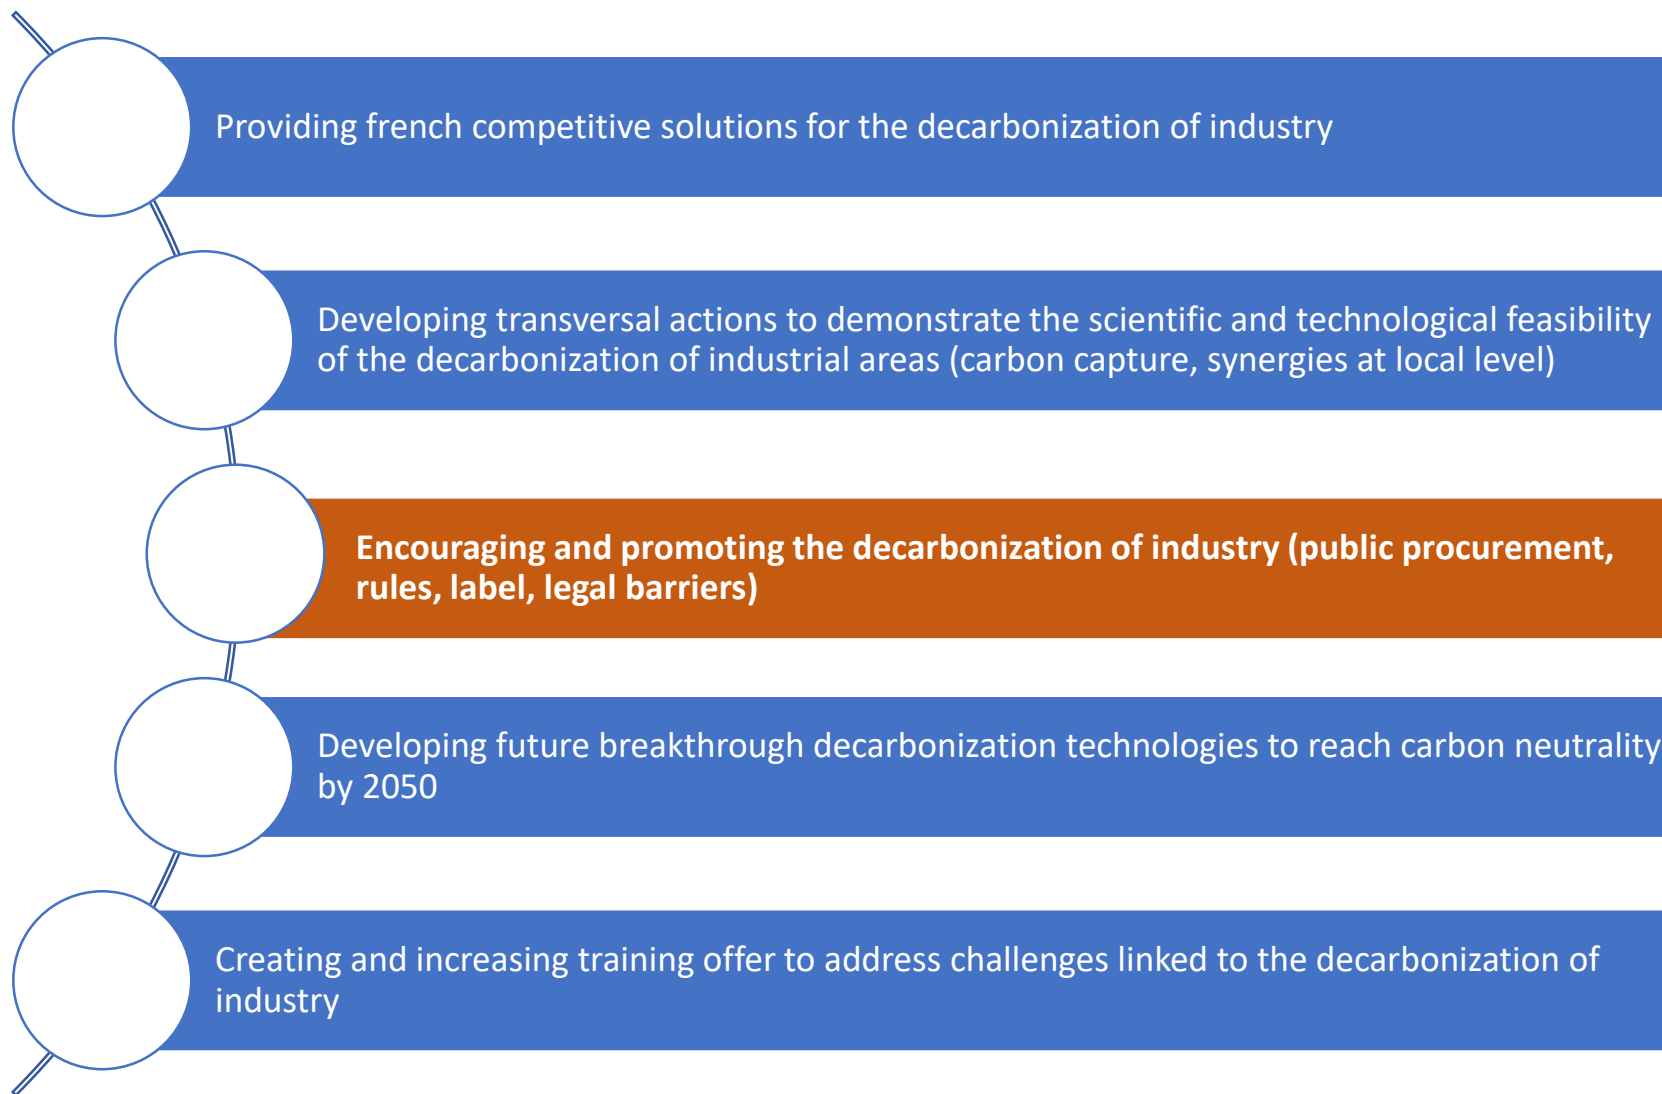 Providing french competitive solutions for the decarbonization of industry
Developing transversal actions to demonstrate the scientific and technological feasibility
of the decarbonization of industrial areas (carbon capture, synergies at local level)
Encouraging and promoting the decarbonization of industry (public procurement,
rules, label, legal barriers)
Developing future breakthrough decarbonization technologies to reach carbon neutrality
by 2050
Creating and increasing training offer to address challenges linked to the decarbonization of
industry